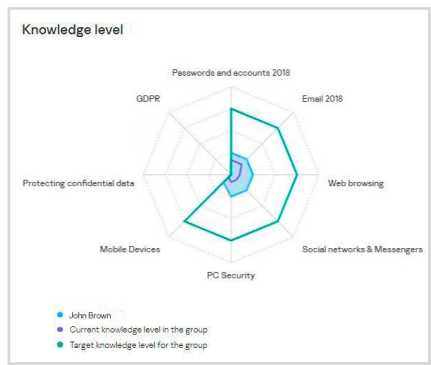 Knowledge level
Passwords and accounts 2018
GDPR
Email 2018
Protecting confidential data
Web browsing
Mobile Devices
Social networks & Messengers
PC Security
John Brown
Current knowledge level in the group
Target knowledge level for the group